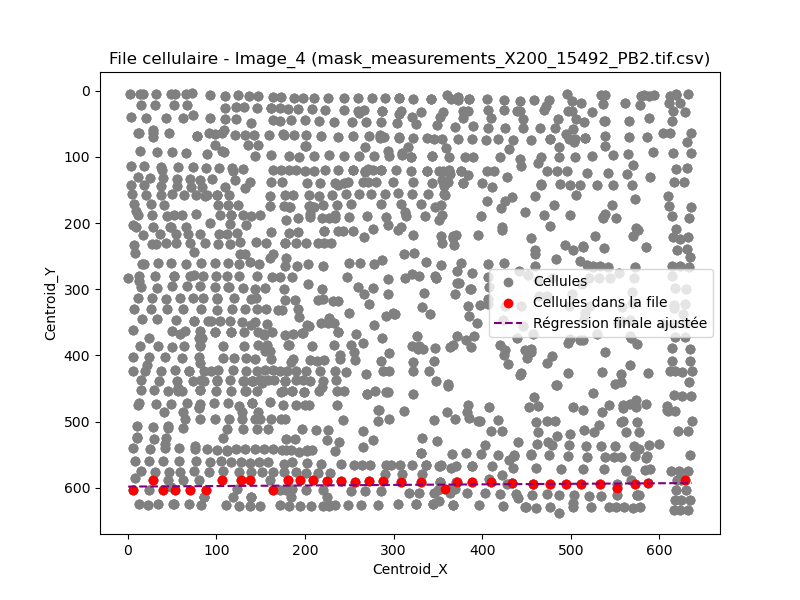 File cellulaire - Image_4 (mask_measurements_X200_15492_PB2.tif.csv)
0
100
200
300
400
500
600
Centroid_Y
Cellules
Cellules dans la file
Régression finale ajustée
0 100 200 300 400 500 600
Centroid_X